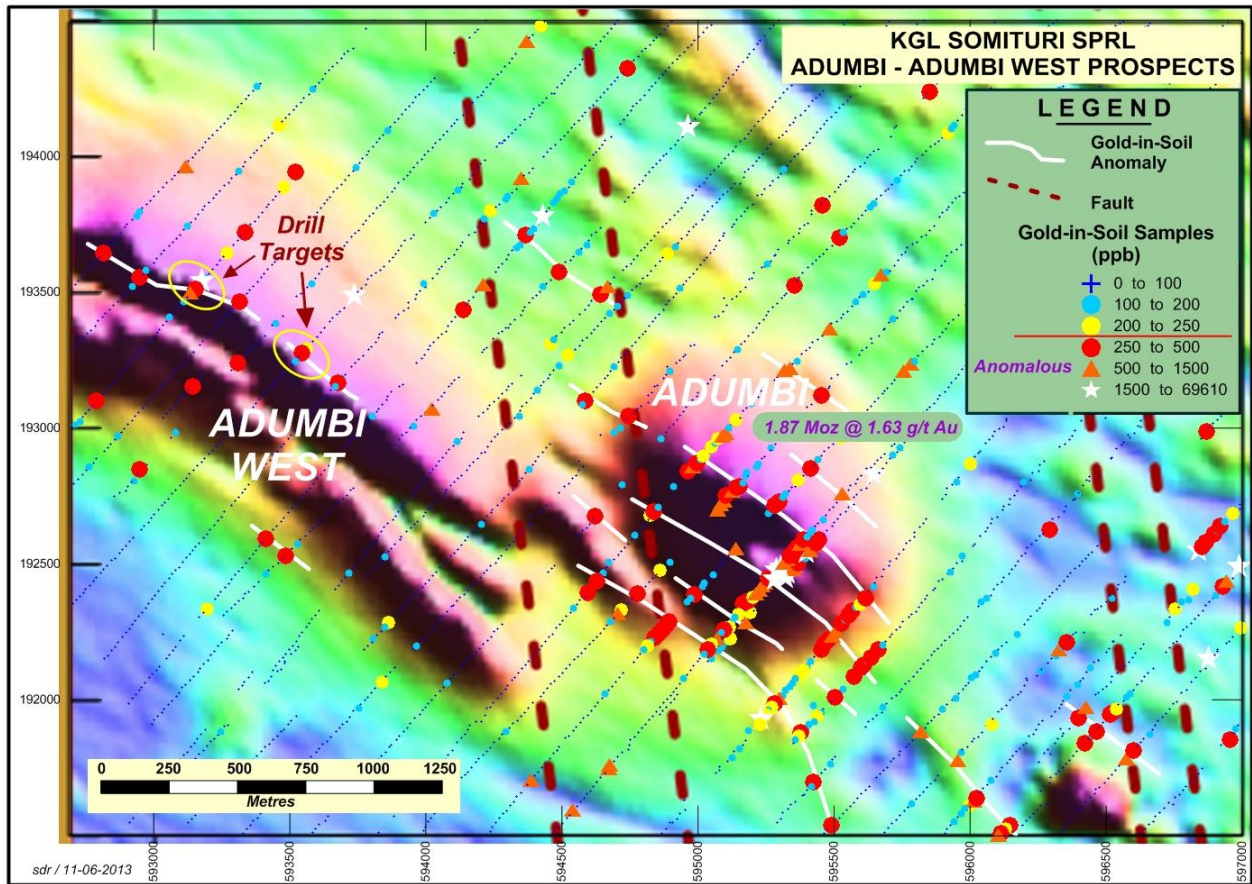 KGL SOMITURI SPRL
ADUMBI - ADUMBI WEST PROSPECTS
LEGEND
Gold-in-Soil
Anomaly
Fault
Gold-in-Soil Samples
(ppb)
0 to 100
100 to 200
200 to 250
250 to 500
Anomalous
500 to 1500
1500 to 69610
194000
193500
193000
192500
192000
Drill
Targets
ADUMBI
WEST
ADUMBI
1.87 Moz @ 1.63 g/t Au
0 250 500 750 1000 1250
Metres
sdr / 11-06-2013
593000 593500 594000 594500 595000 595500 596000 596500 597000